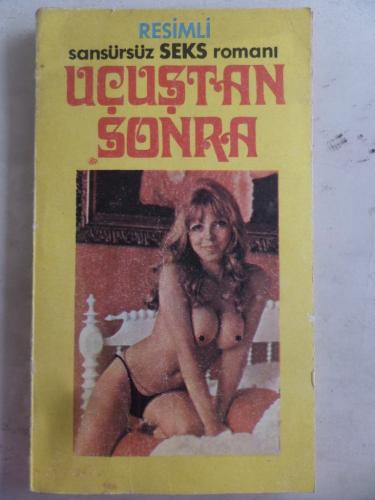 RESİMLİ
sansürsüz SEKS romanı
UÇUŞTAN
SONRA